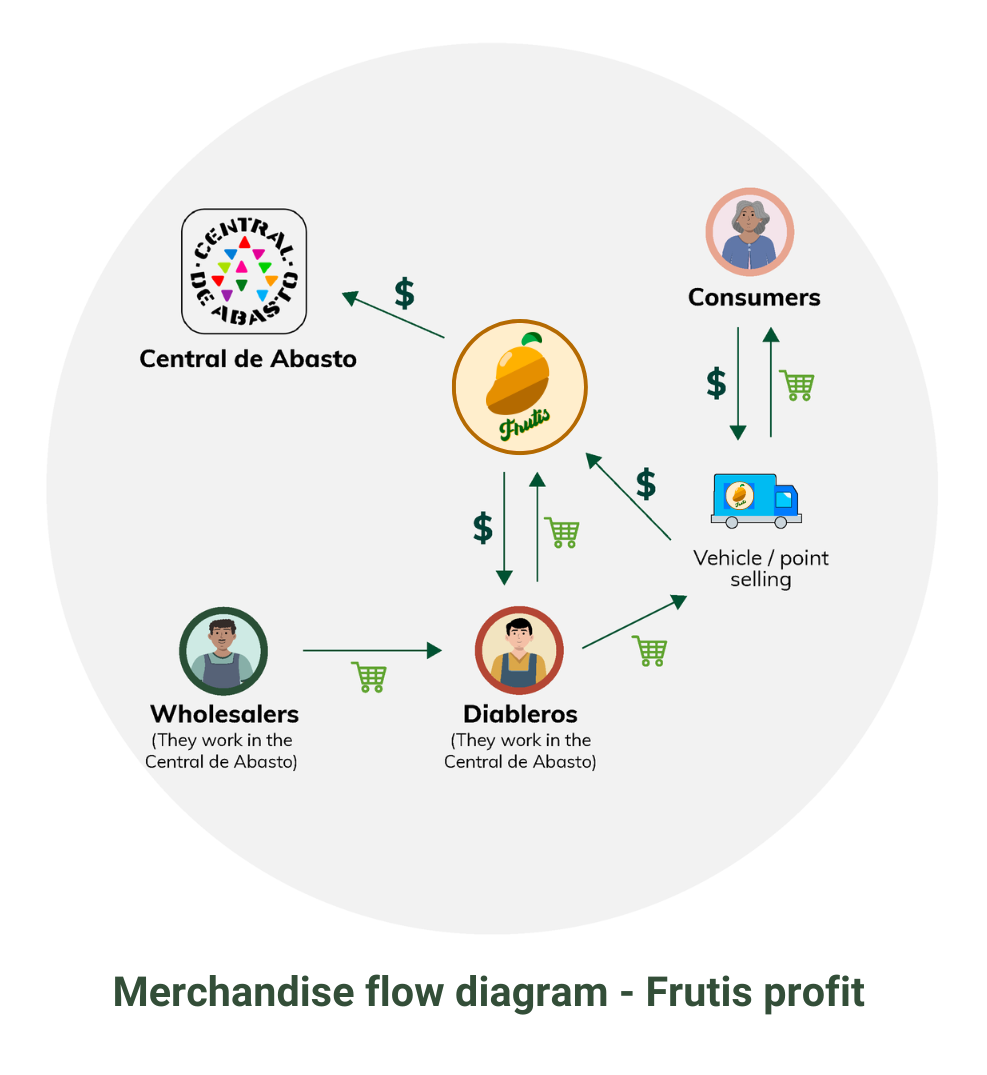 CENTRAL
DE ABASTO
Central de Abasto
$
Consumers
Frutis
$
$
$
Vehicle / point
selling
Wholesalers
(They work in the
Central de Abasto)
Diableros
(They work in the
Central de Abasto)
Merchandise flow diagram - Frutis profit